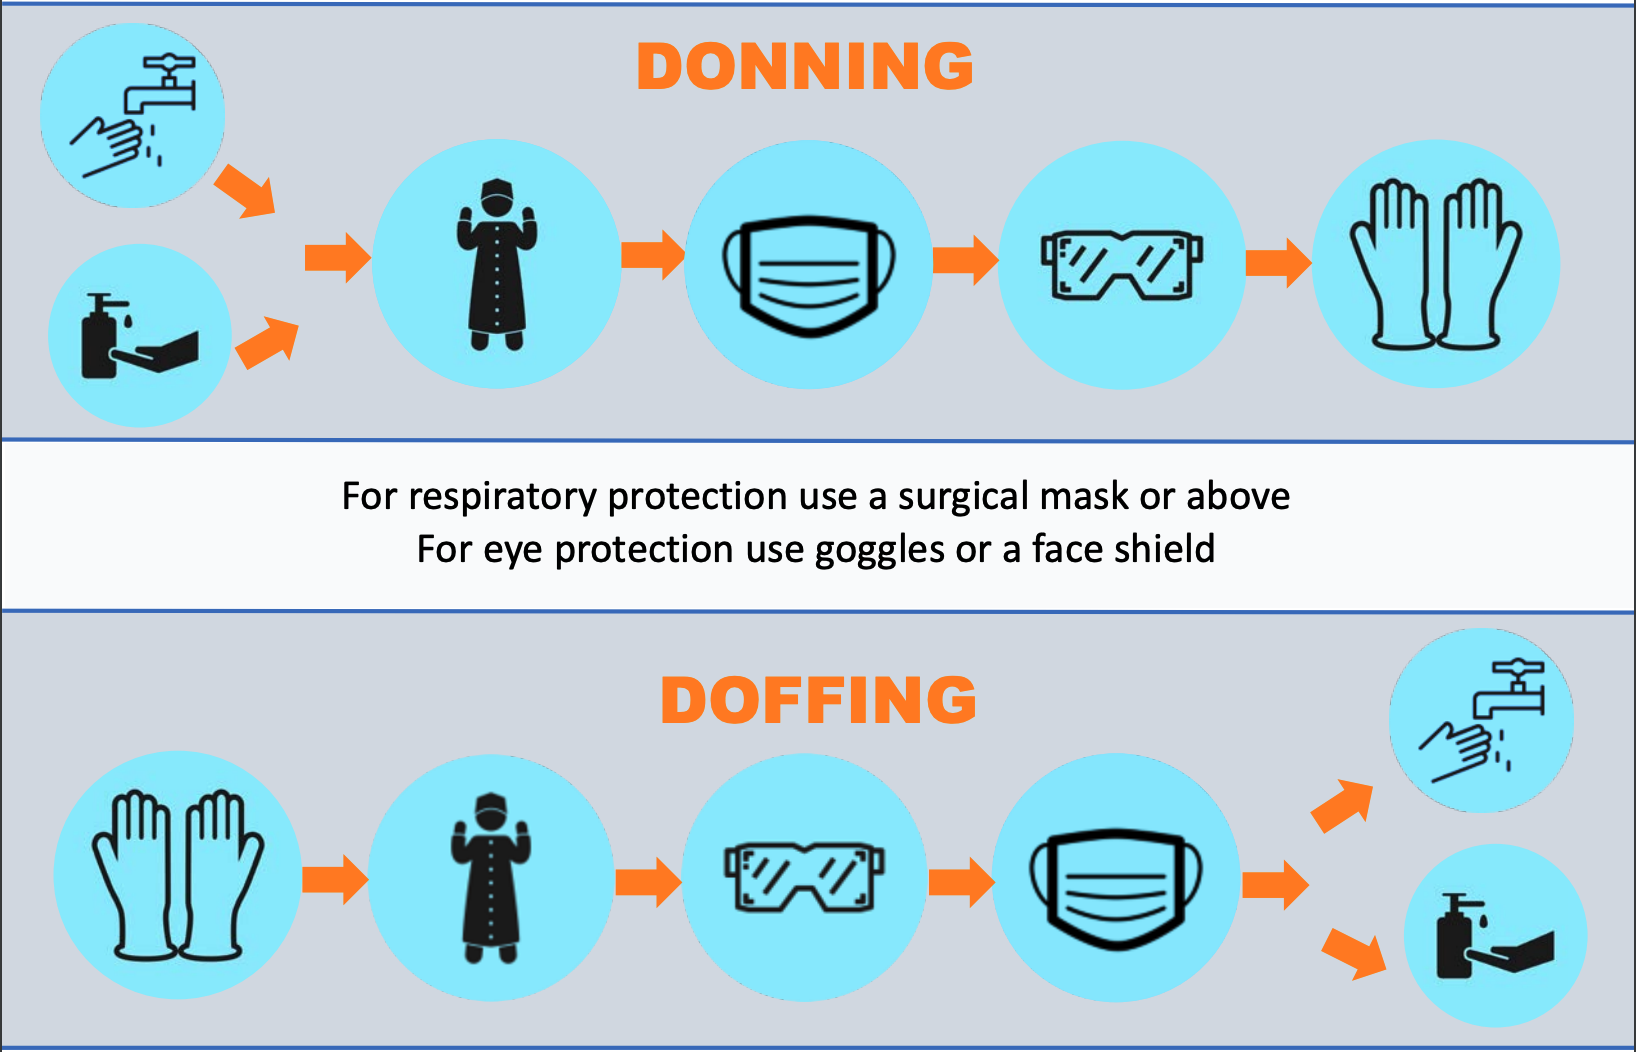 DONNING
For respiratory protection use a surgical mask or above
For eye protection use goggles or a face shield
DOFFING